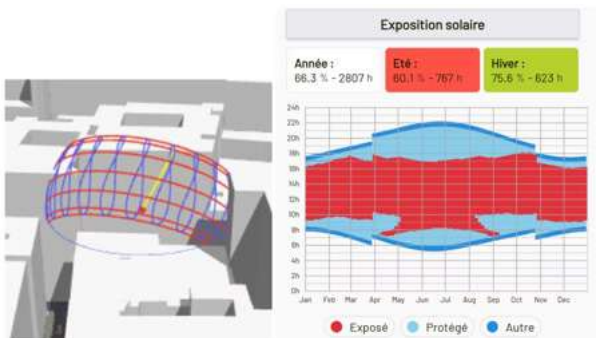 Exposition solaire
Année :
66.3 % - 2807 h
Eté :
60.1 % - 767 h
Hiver :
75.6 % - 623 h
24h
22h
20h
18h
16h
14h
12h
10h
8h
6h
4h
2h
0h
Jan Fev Mar Apr May Jun Jul Aug Sep Oct Nov Dec
Exposé Protégé Autre